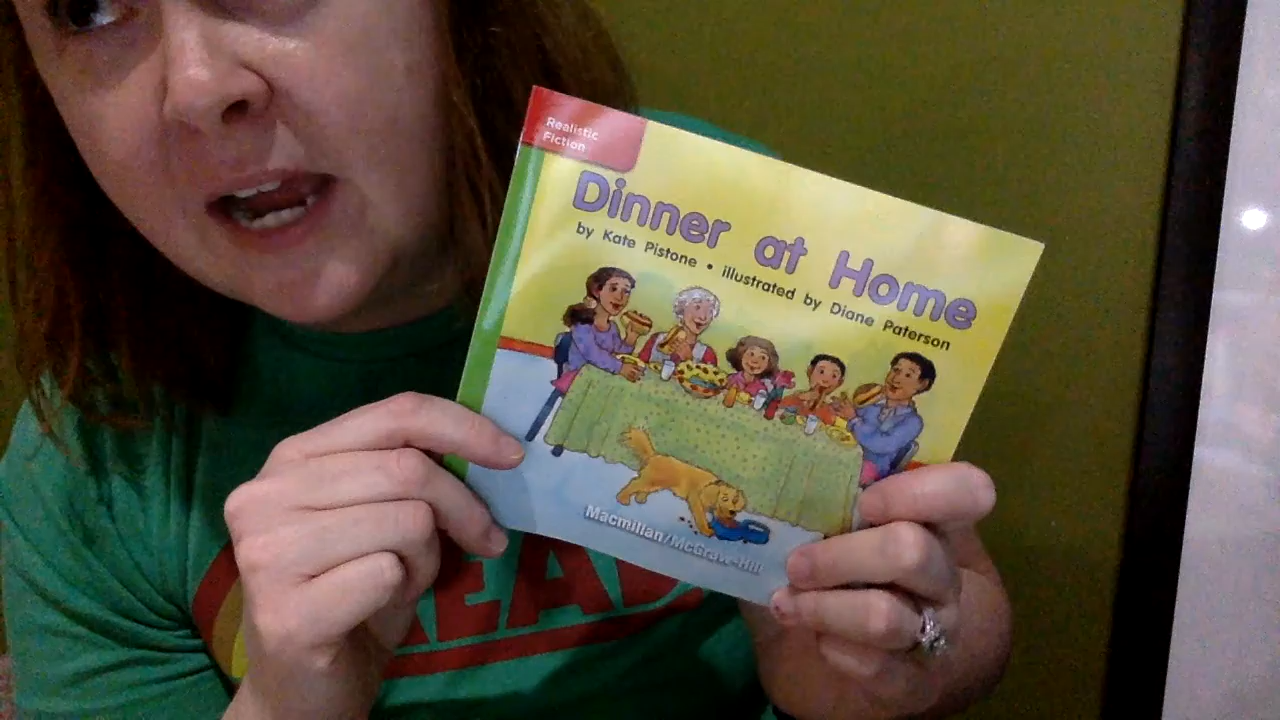 Realistic
Fiction
Dinner at Home
by Kate Pistone • illustrated by Diane Paterson
Macmillan/McGraw-Hill